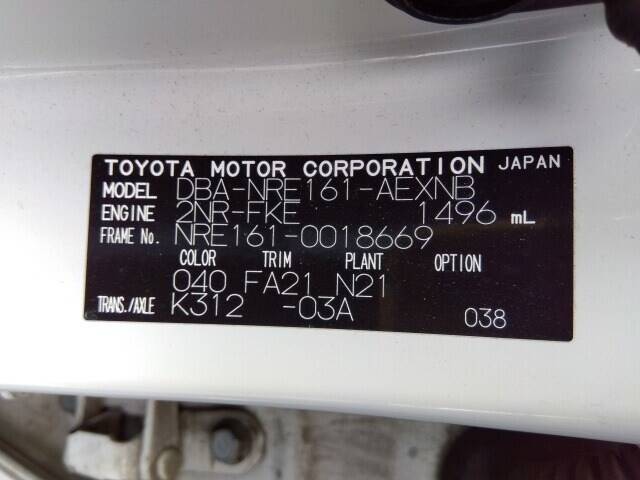 TOYOTA MOTOR CORPORATION JAPAN
MODEL DBA-NRE161-AEXNB
ENGINE 2NR-FKE 1496 mL
FRAME No. NRE161-0018669
COLOR TRIM PLANT OPTION
040 FA21 N21
TRANS./AXLE K312 -03A
038